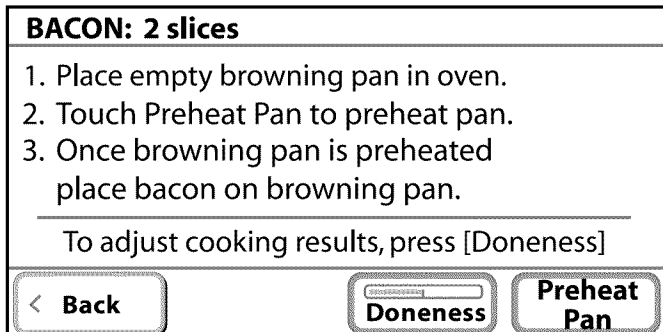 BACON: 2 slices
1. Place empty browning pan in oven.
2. Touch Preheat Pan to preheat pan.
3. Once browning pan is preheated
place bacon on browning pan.
To adjust cooking results, press [Doneness]
< Back
Doneness
Preheat
Pan